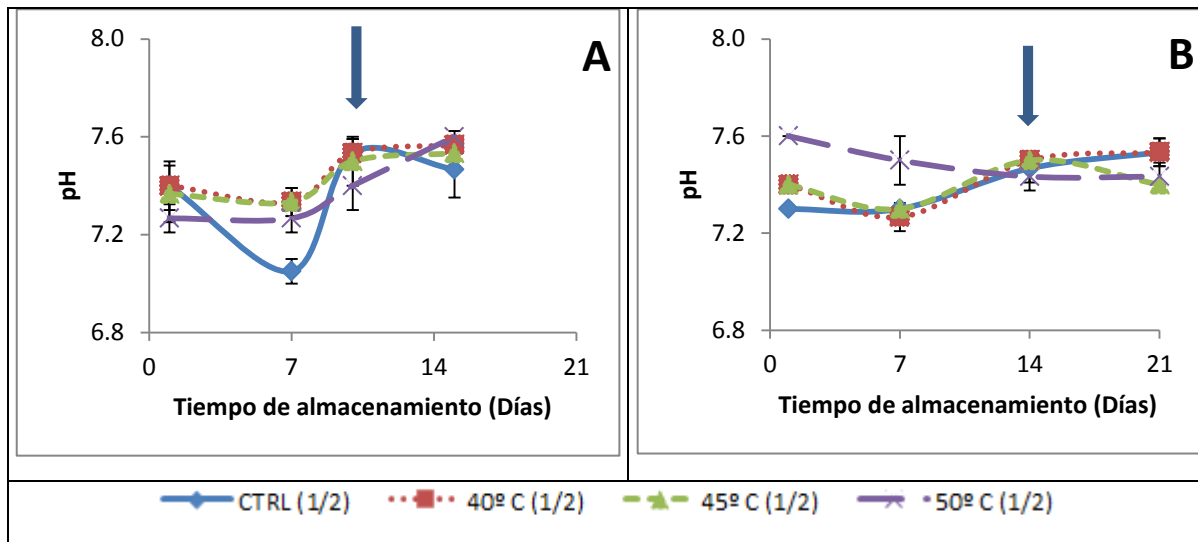 8.0
7.6
7.2
6.8
pH
A
0
7
14
21
Tiempo de almacenamiento (Días)
8.0
7.6
7.2
6.8
pH
B
0
7
14
21
Tiempo de almacenamiento (Días)
CTRL (1/2)
40º C (1/2)
45º C (1/2)
50º C (1/2)